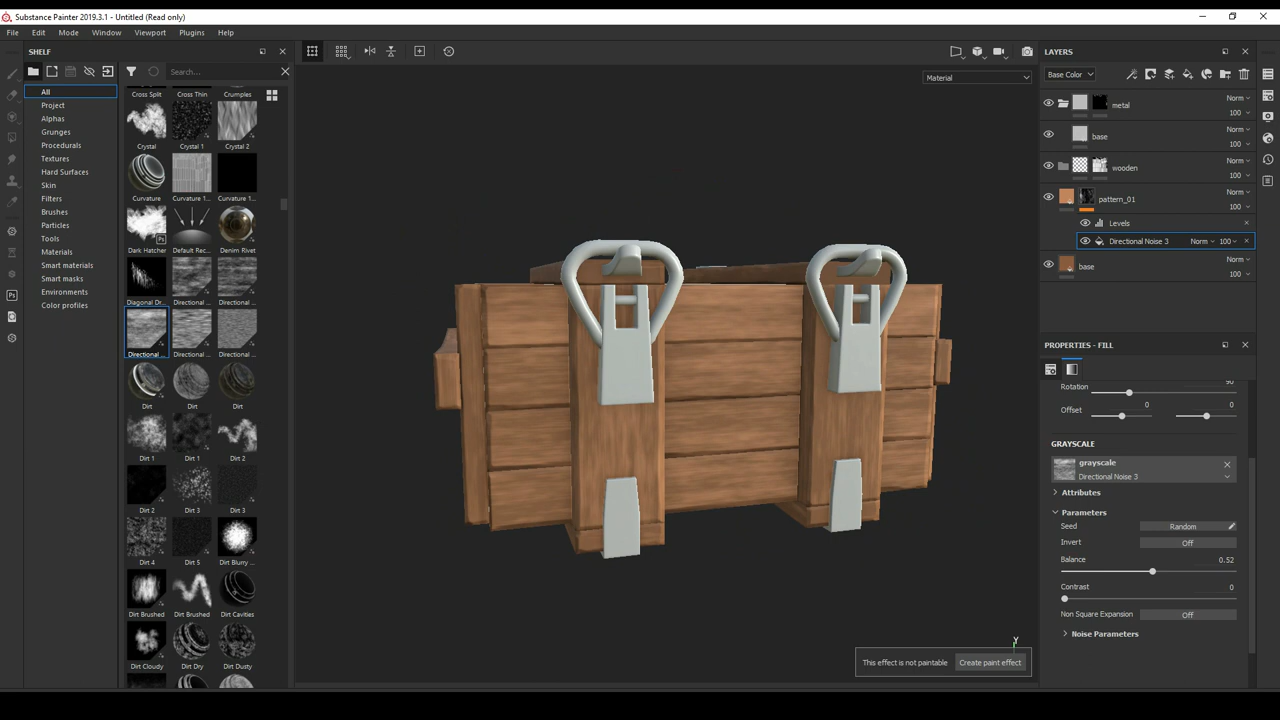 Substance Painter 2019.3.1 - Untitled (Read only)
File Edit Mode Window Viewport Plugins Help
SHELF
Search...
All
Project
Alphas
Grunges
Procedurals
Textures
Hard Surfaces
Skin
Filters
Brushes
Particles
Tools
Materials
Smart materials
Smart masks
Environments
Color profiles
Cross Split Cross Thin Crumples
Crystal Crystal 1 Crystal 2
Curvature Curvature 1... Curvature 1...
Ps
Dark Hatcher Default Rec... Denim Rivet
Diagonal Dr... Directional ... Directional ...
Directional ... Directional ... Directional ...
Dirt Dirt Dirt
Dirt 1 Dirt 1 Dirt 2
Dirt 2 Dirt 3 Dirt 3
Dirt 4 Dirt 5 Dirt Blurry ...
Dirt Brushed Dirt Brushed Dirt Cavities
Dirt Cloudy Dirt Dry Dirt Dusty
Ps
Material
Y
This effect is not paintable Create paint effect
LAYERS
Base Color
metal Norm 100
base Norm 100
wooden Norm 100
pattern_01 Norm 100
Levels
Directional Noise 3 Norm 100
base Norm 100
PROPERTIES - FILL
Rotation 90
Offset 0 0
GRAYSCALE
grayscale
Directional Noise 3
Attributes
Parameters
Seed Random
Invert Off
Balance 0.52
Contrast 0
Non Square Expansion Off
Noise Parameters